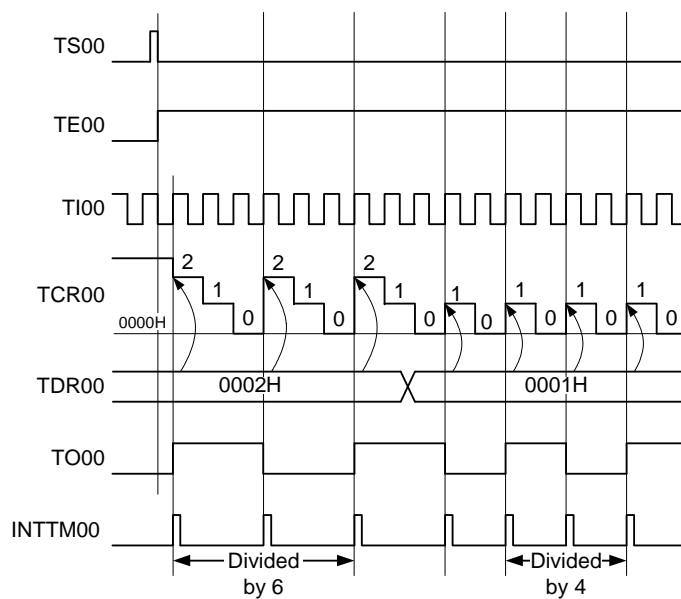 TS00
TE00
TI00
TCR00
2
1
0
2
1
0
2
1
0
1
0
1
0
1
0
1
0
0000H
TDR00
0002H
0001H
TO00
INTTM00
Divided
by 6
Divided
by 4